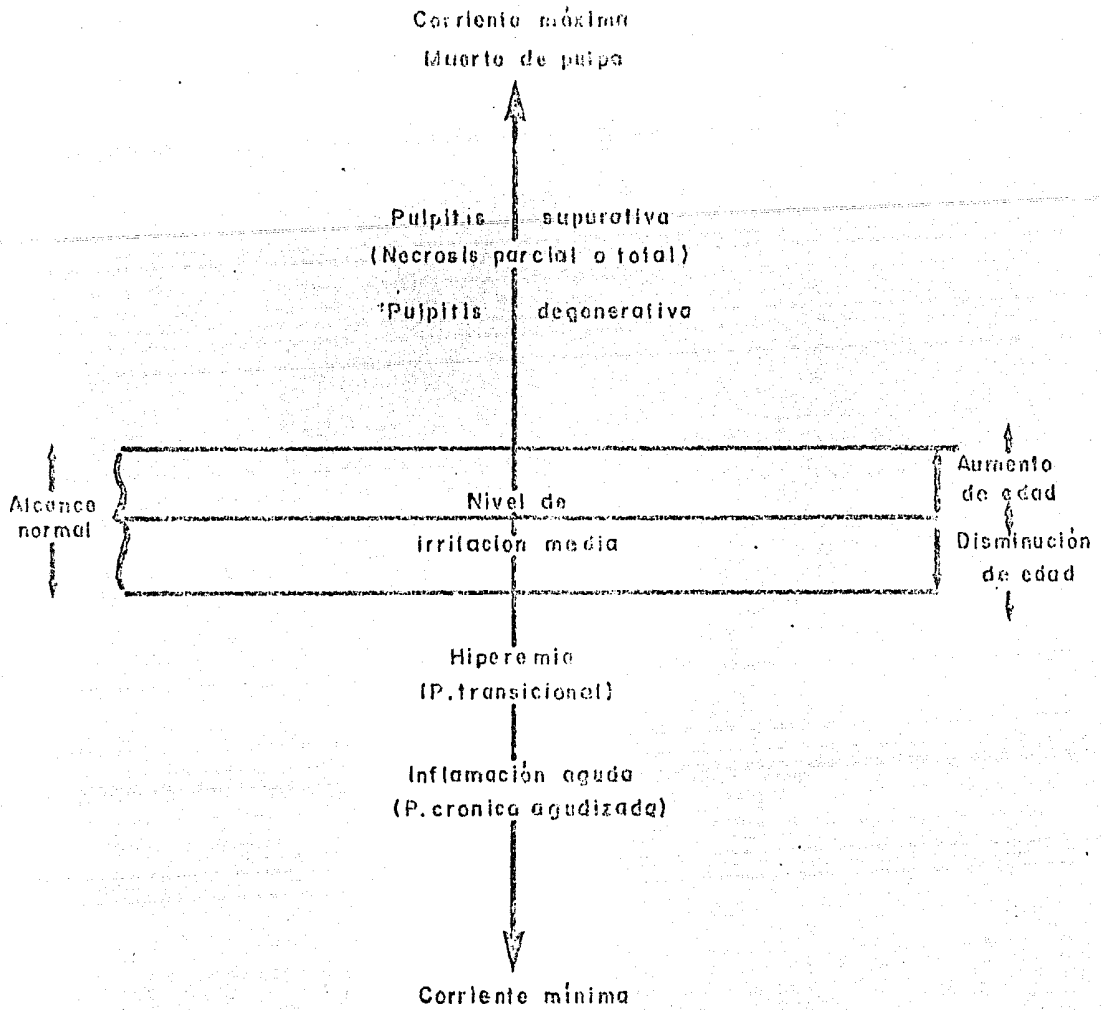 Corriente máxima
Muerte de pulpa
Pulpitis supurativa
(Necrosis parcial o total)
Pulpitis degenerativa
Alcance
normal
Nivel de
irritacion media
Aumento
de edad
Disminución
de edad
Hiperemia
(P. transicional)
Inflamación aguda
(P. cronica agudizada)
Corriente mínima